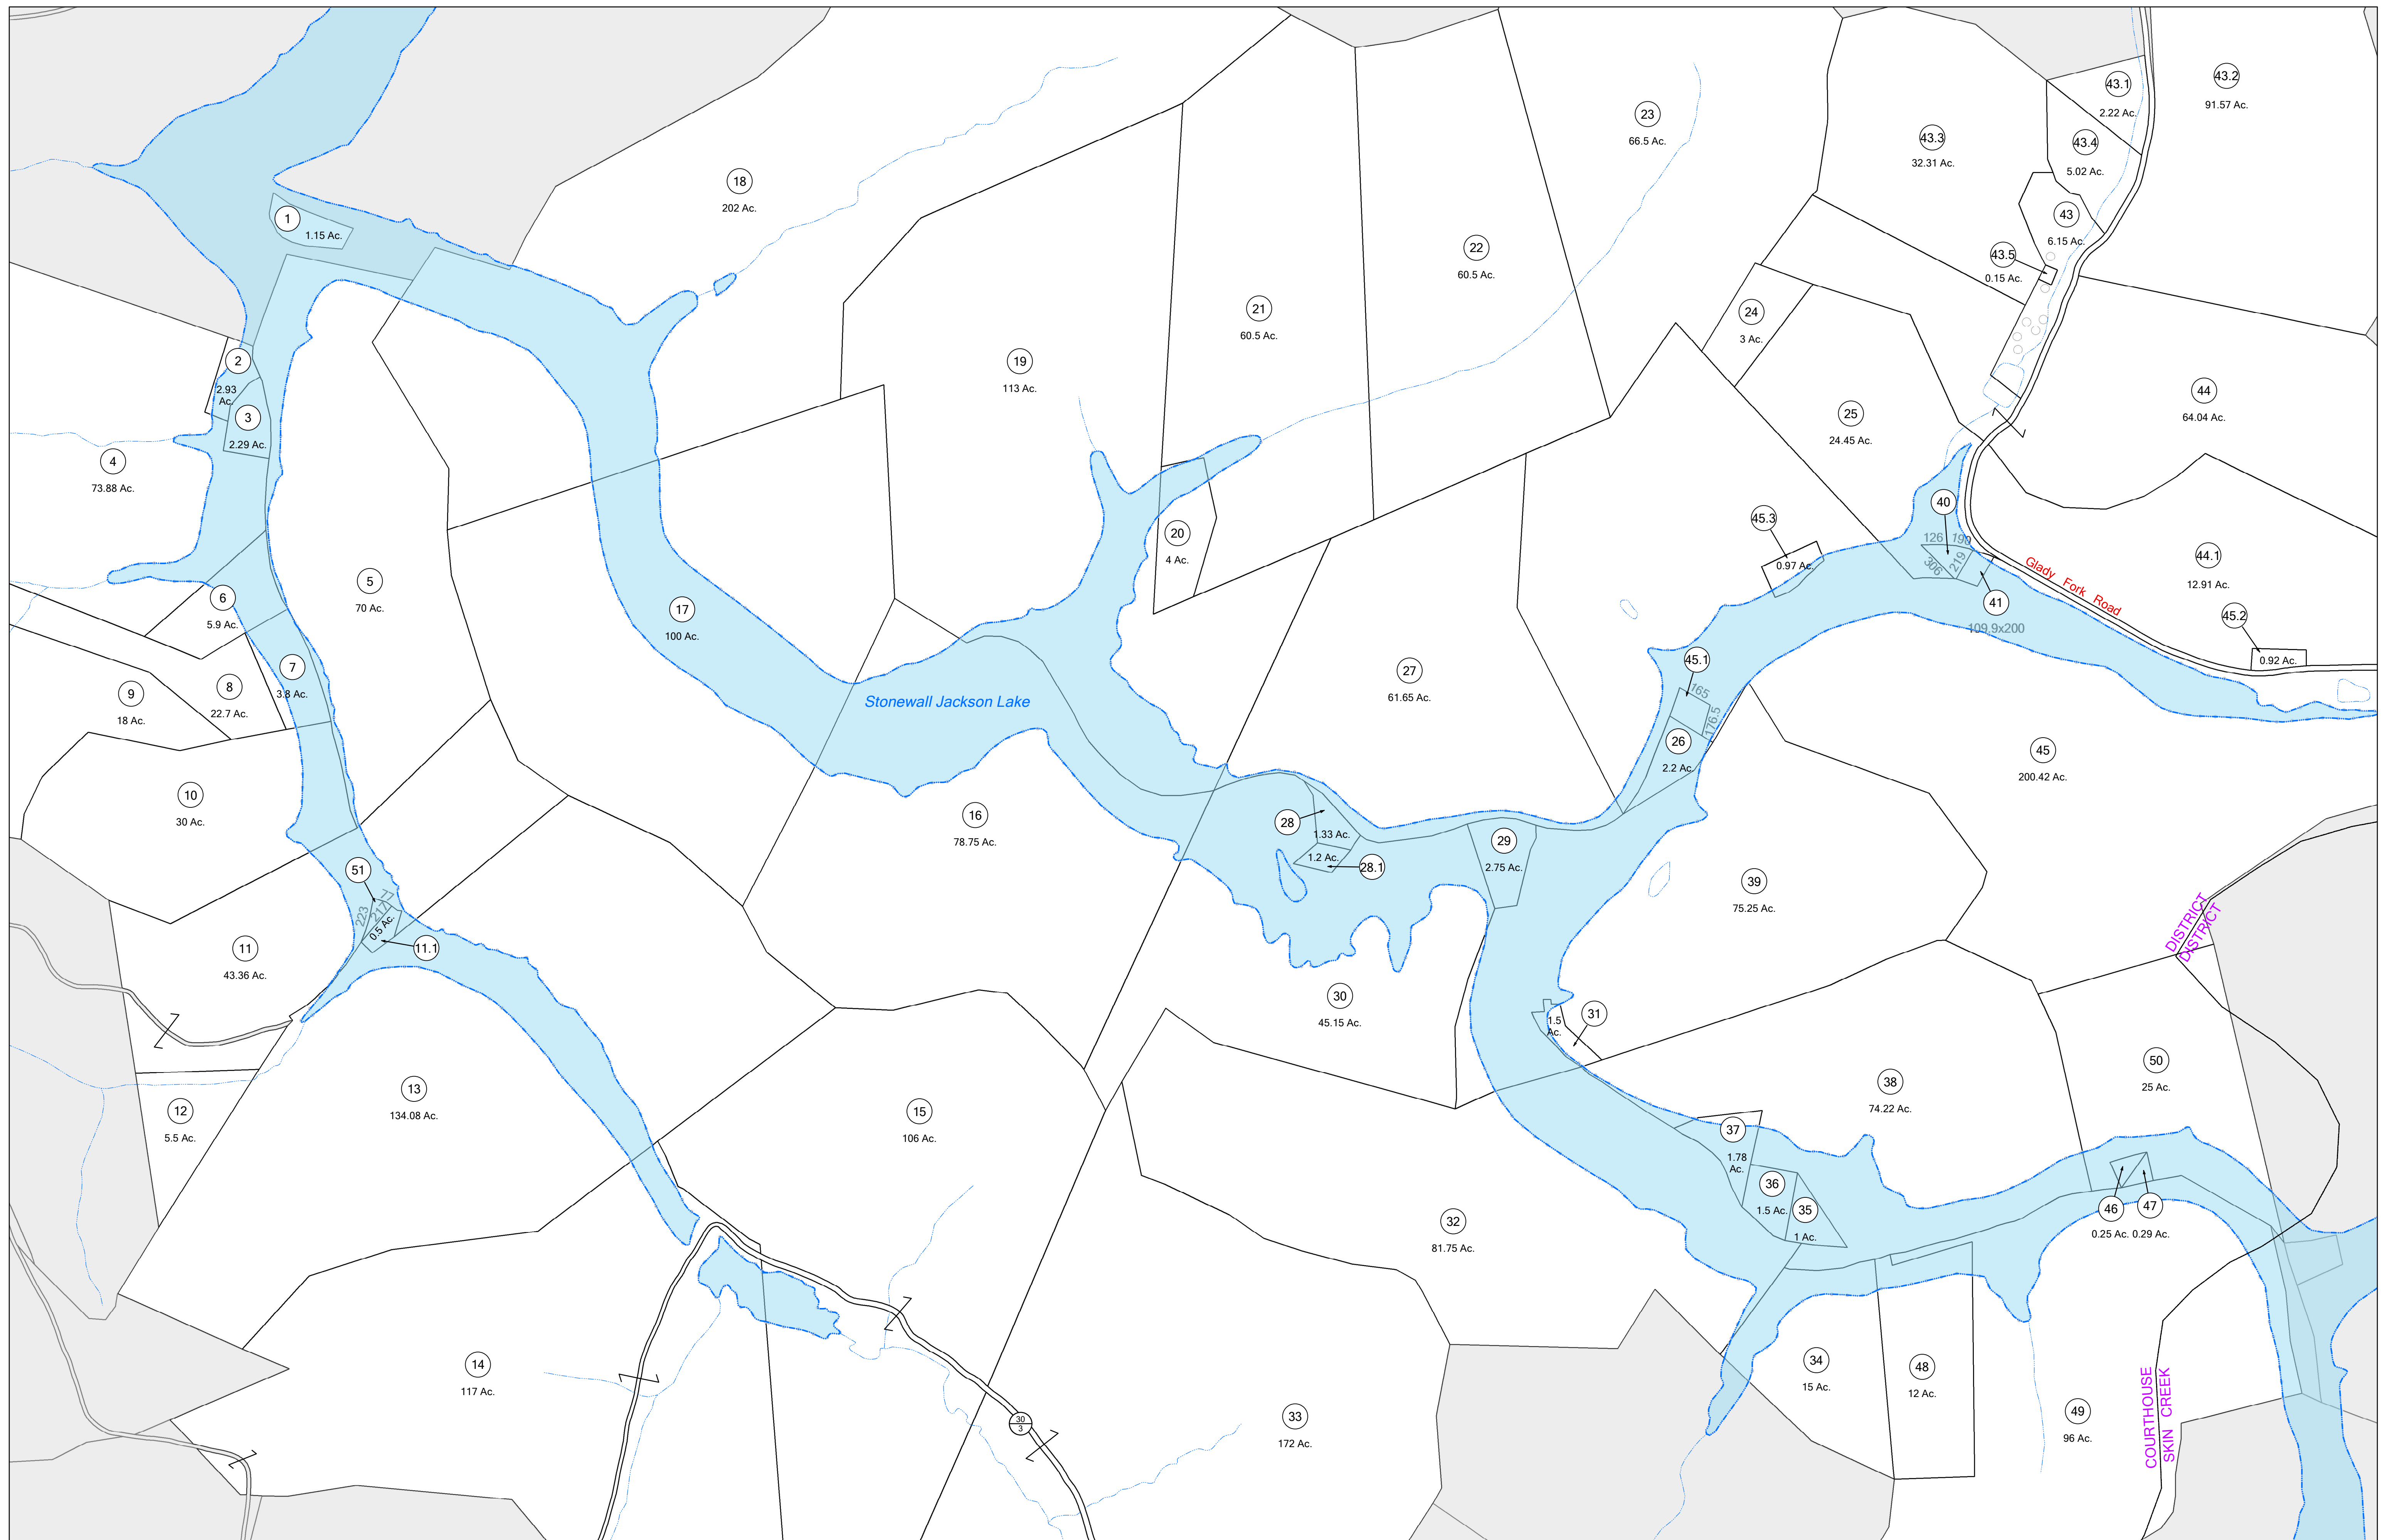 43.1
2.22 Ac.
43.2
91.57 Ac.
23
66.5 Ac.
43.3
32.31 Ac.
43.4
5.02 Ac.
18
202 Ac.
1
1.15 Ac.
43
6.15 Ac.
22
60.5 Ac.
43.5
0.15 Ac.
21
60.5 Ac.
24
3 Ac.
2
2.93
Ac.
19
113 Ac.
3
2.29 Ac.
25
24.45 Ac.
44
64.04 Ac.
4
73.88 Ac.
40
126
190
306
219
41
109.9x200
45.3
0.97 Ac.
20
4 Ac.
44.1
12.91 Ac.
Glady Fork Road
45.2
0.92 Ac.
5
70 Ac.
6
5.9 Ac.
17
100 Ac.
7
3.8 Ac.
8
22.7 Ac.
9
18 Ac.
27
61.65 Ac.
45.1
165
176.5
Stonewall Jackson Lake
26
2.2 Ac.
45
200.42 Ac.
10
30 Ac.
16
78.75 Ac.
28
1.33 Ac.
1.2 Ac.
28.1
29
2.75 Ac.
51
77
223
217
0.5 Ac.
11.1
39
75.25 Ac.
DISTRICT
DISTRICT
11
43.36 Ac.
30
45.15 Ac.
1.5
Ac.
31
50
25 Ac.
38
74.22 Ac.
13
134.08 Ac.
12
5.5 Ac.
15
106 Ac.
37
1.78
Ac.
36
1.5 Ac.
35
1 Ac.
46
47
0.25 Ac.
0.29 Ac.
32
81.75 Ac.
14
117 Ac.
34
15 Ac.
48
12 Ac.
33
172 Ac.
30
3
49
96 Ac.
COURTHOUSE
SKIN CREEK